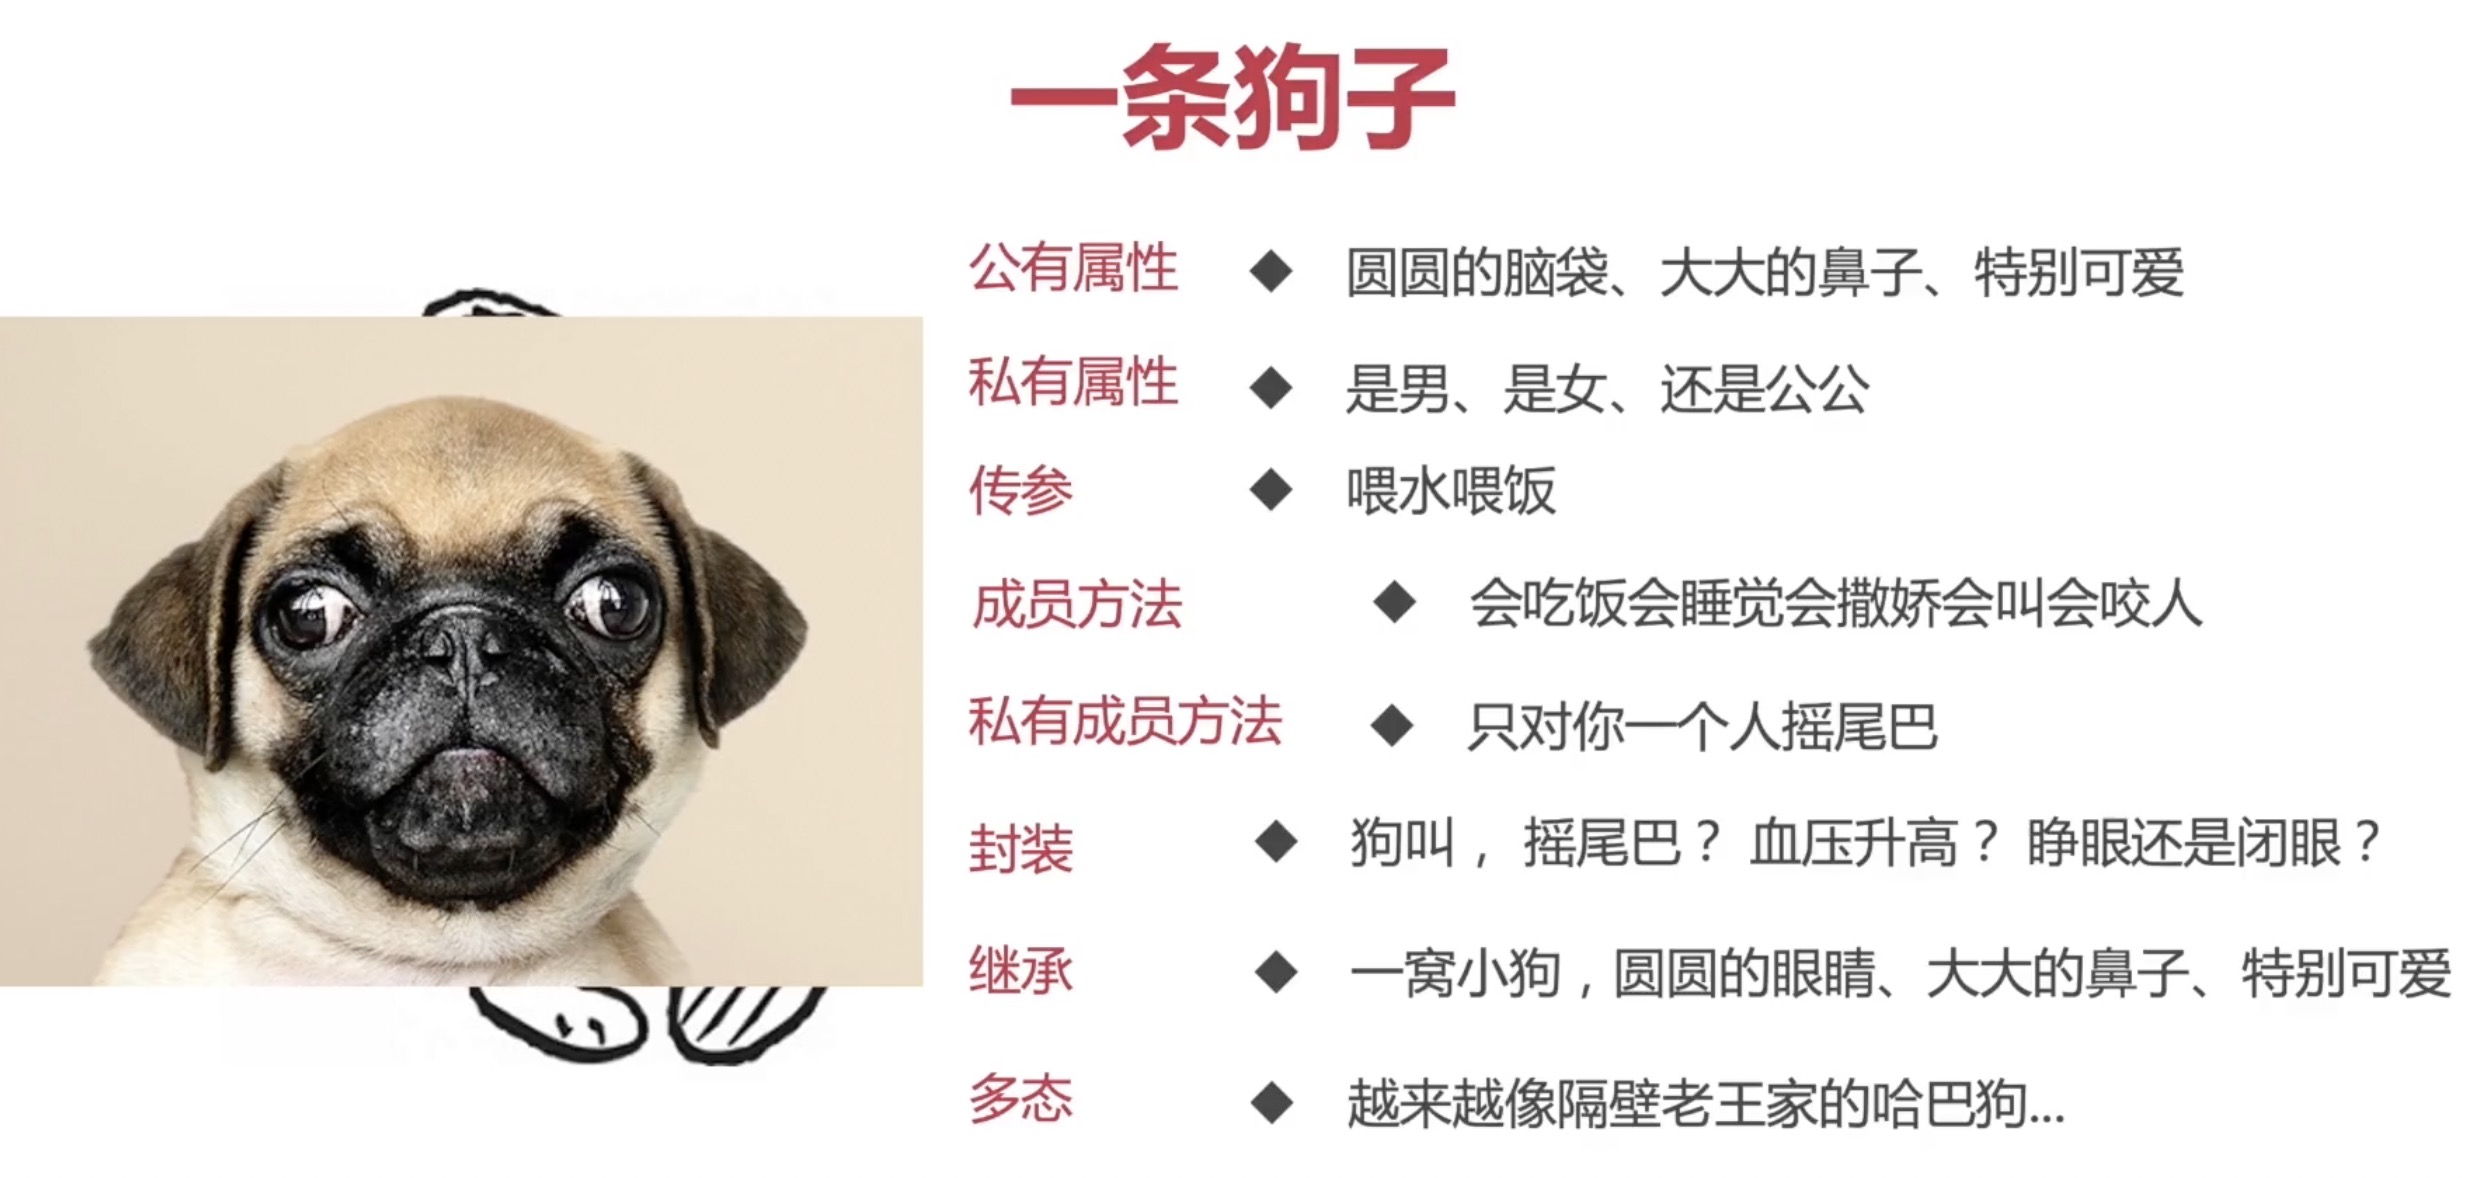 一条狗子
公有属性 ◆ 圆圆的脑袋、大大的鼻子、特别可爱
私有属性 ◆ 是男、是女、还是公公
传参 ◆ 喂水喂饭
成员方法 ◆ 会吃饭会睡觉会撒娇会叫会咬人
私有成员方法 ◆ 只对你一个人摇尾巴
封装 ◆ 狗叫， 摇尾巴？ 血压升高？ 睁眼还是闭眼？
继承 ◆ 一窝小狗，圆圆的眼睛、大大的鼻子、特别可爱
多态 ◆ 越来越像隔壁老王家的哈巴狗...